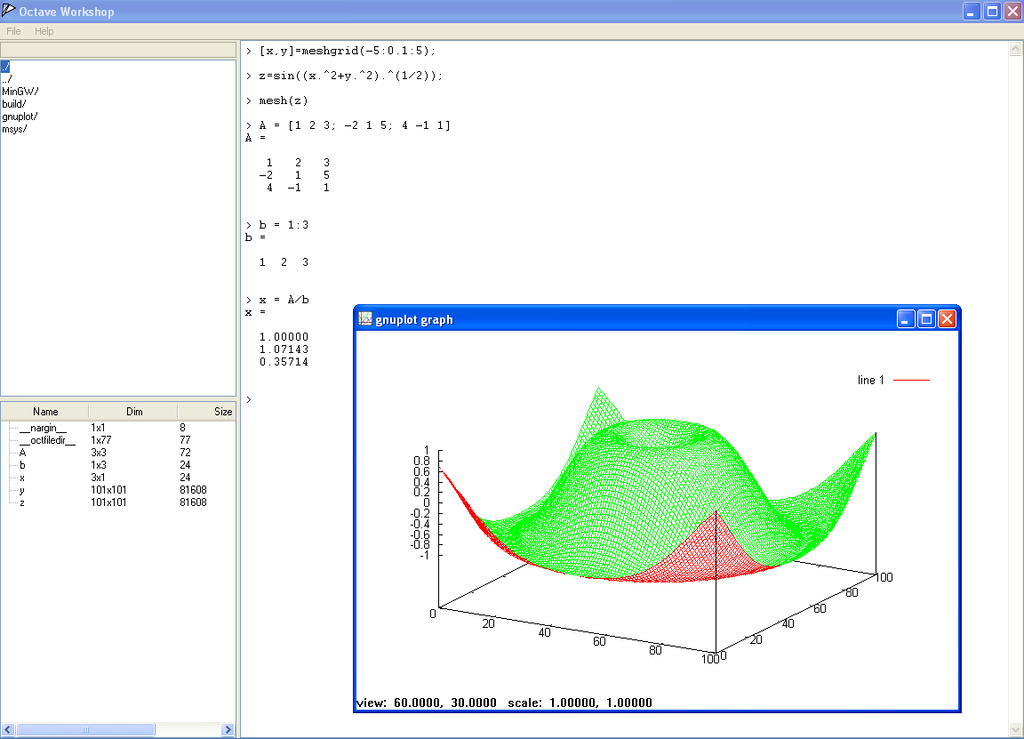 Octave Workshop
File Help
./
../
MinGW/
build/
gnuplot/
msys/
Name Dim Size
__nargin__ 1x1 8
__octfiledir__ 1x77 77
A 3x3 72
b 1x3 24
x 3x1 24
y 101x101 81608
z 101x101 81608
> [x,y]=meshgrid(-5:0.1:5);
> z=sin((x.^2+y.^2).^(1/2));
> mesh(z)
> A = [1 2 3; -2 1 5; 4 -1 1]
A =
1 2 3
-2 1 5
4 -1 1
> b = 1:3
b =
1 2 3
> x = A/b
x =
1.00000
1.07143
0.35714
>
gnuplot graph
line 1
1
0.8
0.6
0.4
0.2
0
-0.2
-0.4
-0.6
-0.8
-1
0
20
40
60
80
100
0
20
40
60
80
100
view: 60.0000, 30.0000 scale: 1.00000, 1.00000